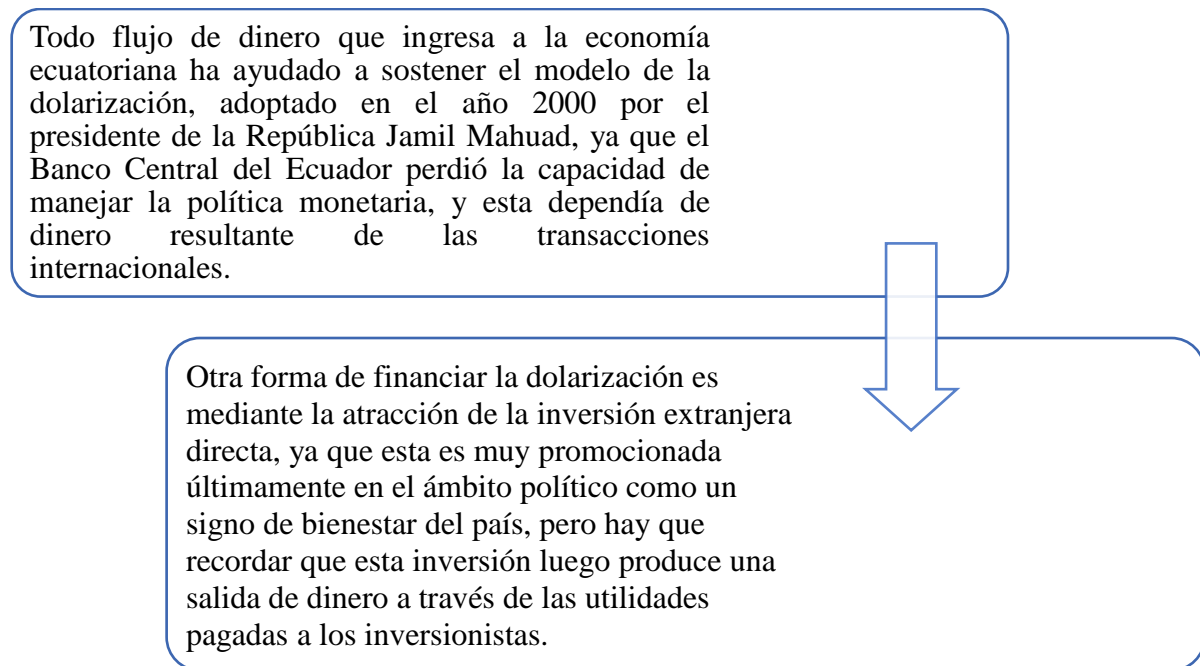 Todo flujo de dinero que ingresa a la economía
ecuatoriana ha ayudado a sostener el modelo de la
dolarización, adoptado en el año 2000 por el
presidente de la República Jamil Mahuad, ya que el
Banco Central del Ecuador perdió la capacidad de
manejar la política monetaria, y esta dependía de
dinero resultante de las transacciones
internacionales.
Otra forma de financiar la dolarización es
mediante la atracción de la inversión extranjera
directa, ya que esta es muy promocionada
últimamente en el ámbito político como un
signo de bienestar del país, pero hay que
recordar que esta inversión luego produce una
salida de dinero a través de las utilidades
pagadas a los inversionistas.